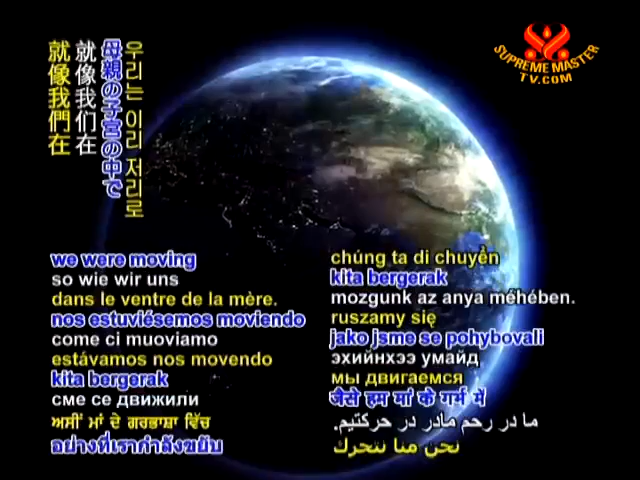 우리는 이리 저리로
母親の子宮の中で
就像我们在
就像我們在
SUPREME MASTER
TV.COM
we were moving
so wie wir uns
dans le ventre de la mère.
nos estuviésemos moviendo
come ci muoviamo
estávamos nos movendo
kita bergerak
сме се движили
ਅਸੀਂ ਮਾਂ ਦੇ ਗਰਭਾਸ਼ਾ ਵਿੱਚ
อย่างที่เรากำลังขยับ
chúng ta di chuyển
kita bergerak
mozgunk az anya méhében.
ruszamy się
jako jsme se pohybovali
эхийнхээ умайд
мы двигаемся
जैसे हम मां के गर्भ में
ما در رحم مادر در حرکتیم.
نحن منا نتحرك